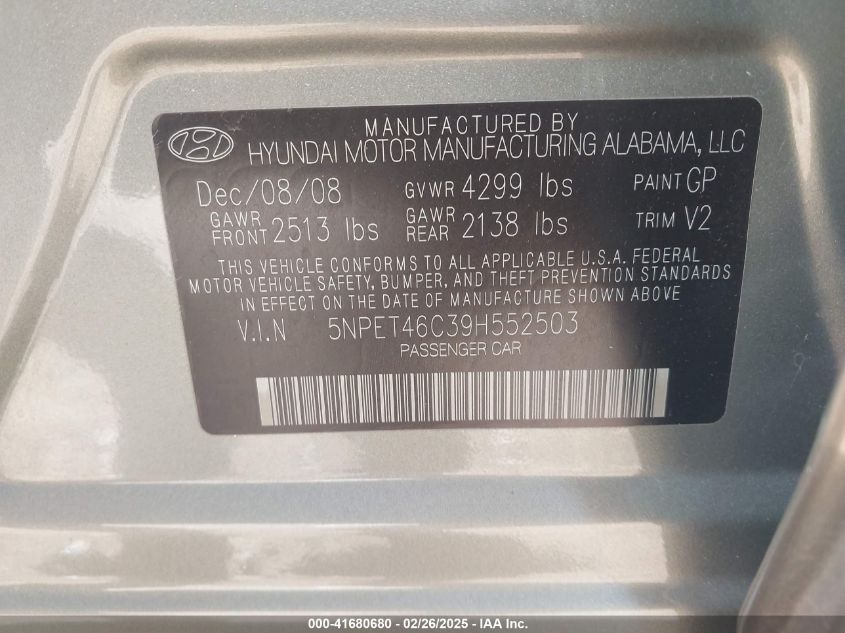 MANUFACTURED BY
HYUNDAI MOTOR MANUFACTURING ALABAMA, LLC
Dec/08/08 GVWR 4299 lbs PAINT GP
GAWR FRONT 2513 lbs GAWR REAR 2138 lbs TRIM V2
THIS VEHICLE CONFORMS TO ALL APPLICABLE U.S.A. FEDERAL
MOTOR VEHICLE SAFETY, BUMPER, AND THEFT PREVENTION STANDARDS
IN EFFECT ON THE DATE OF MANUFACTURE SHOWN ABOVE
V.I.N 5NPET46C39H552503
PASSENGER CAR
000-41680680 - 02/26/2025 - IAA Inc.